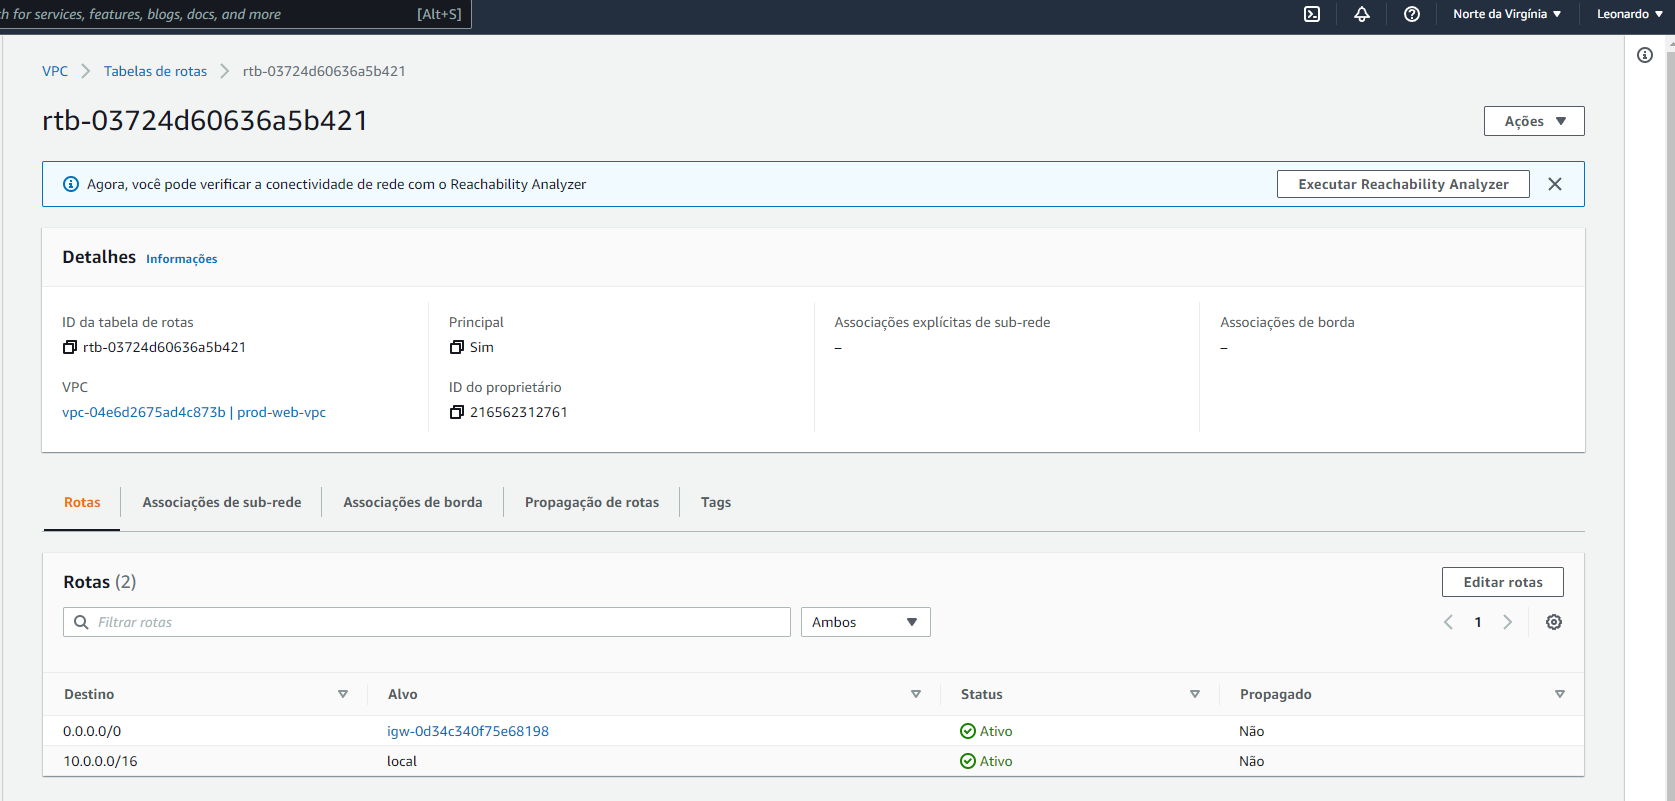 ch for services, features, blogs, docs, and more [Alt+S] Norte da Virgínia Leonardo
VPC Tabelas de rotas rtb-03724d60636a5b421
rtb-03724d60636a5b421
Ações
Agora, você pode verificar a conectividade de rede com o Reachability Analyzer Executar Reachability Analyzer
Detalhes Informações
ID da tabela de rotas Principal Associações explícitas de sub-rede Associações de borda
rtb-03724d60636a5b421 Sim – –
VPC ID do proprietário
vpc-04e6d2675ad4c873b | prod-web-vpc 216562312761
Rotas Associações de sub-rede Associações de borda Propagação de rotas Tags
Rotas (2) Editar rotas
Filtrar rotas Ambos 1
Destino Alvo Status Propagado
0.0.0.0/0 igw-0d34c340f75e68198 Ativo Não
10.0.0.0/16 local Ativo Não